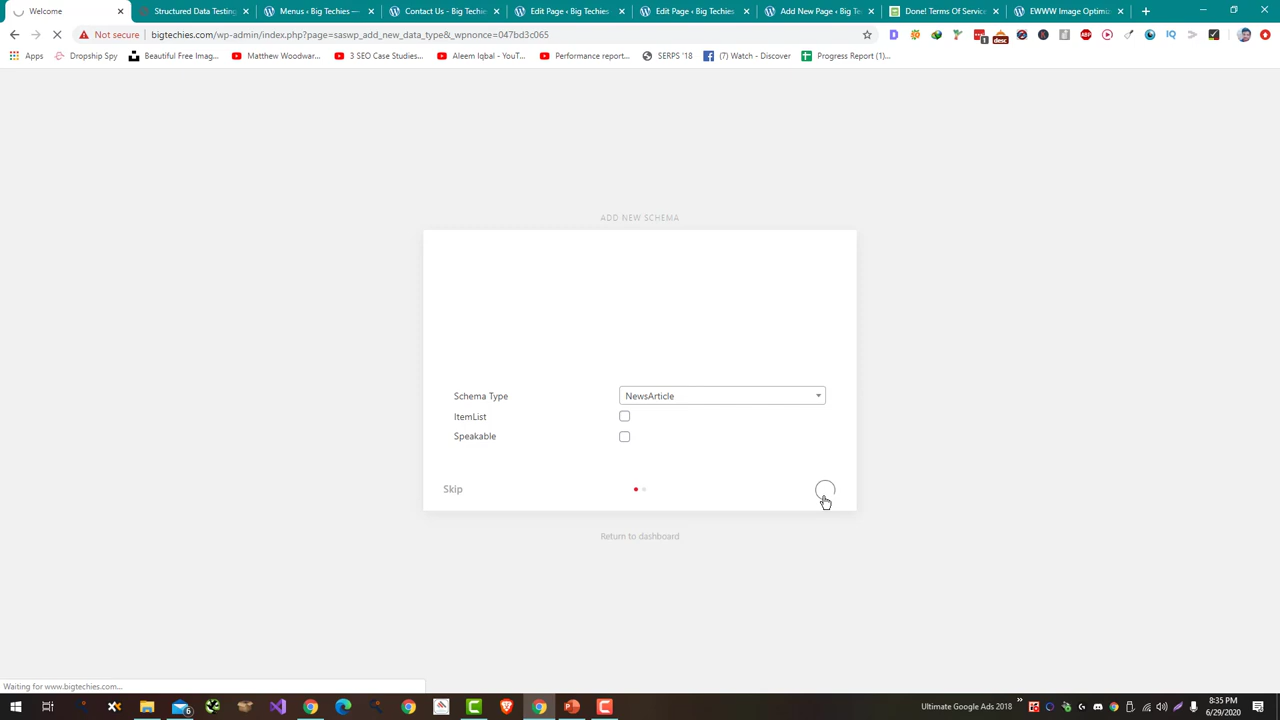 Welcome
Structured Data Testing
Menus ‹ Big Techies —
Contact Us - Big Techie
Edit Page ‹ Big Techies
Edit Page ‹ Big Techies
Add New Page ‹ Big Te
Done! Terms Of Service
EWWW Image Optimiz
Not secure
bigtechies.com/wp-admin/index.php?page=saswp_add_new_data_type&_wpnonce=047bd3c065
Apps
Dropship Spy
Beautiful Free Imag...
Matthew Woodwar...
3 SEO Case Studies...
Aleem Iqbal - YouT...
Performance report...
SERPS '18
(7) Watch - Discover
Progress Report (1)...
ADD NEW SCHEMA
Schema Type
NewsArticle
ItemList
Speakable
Skip
Return to dashboard
Waiting for www.bigtechies.com...
Ultimate Google Ads 2018
8:35 PM
6/29/2020